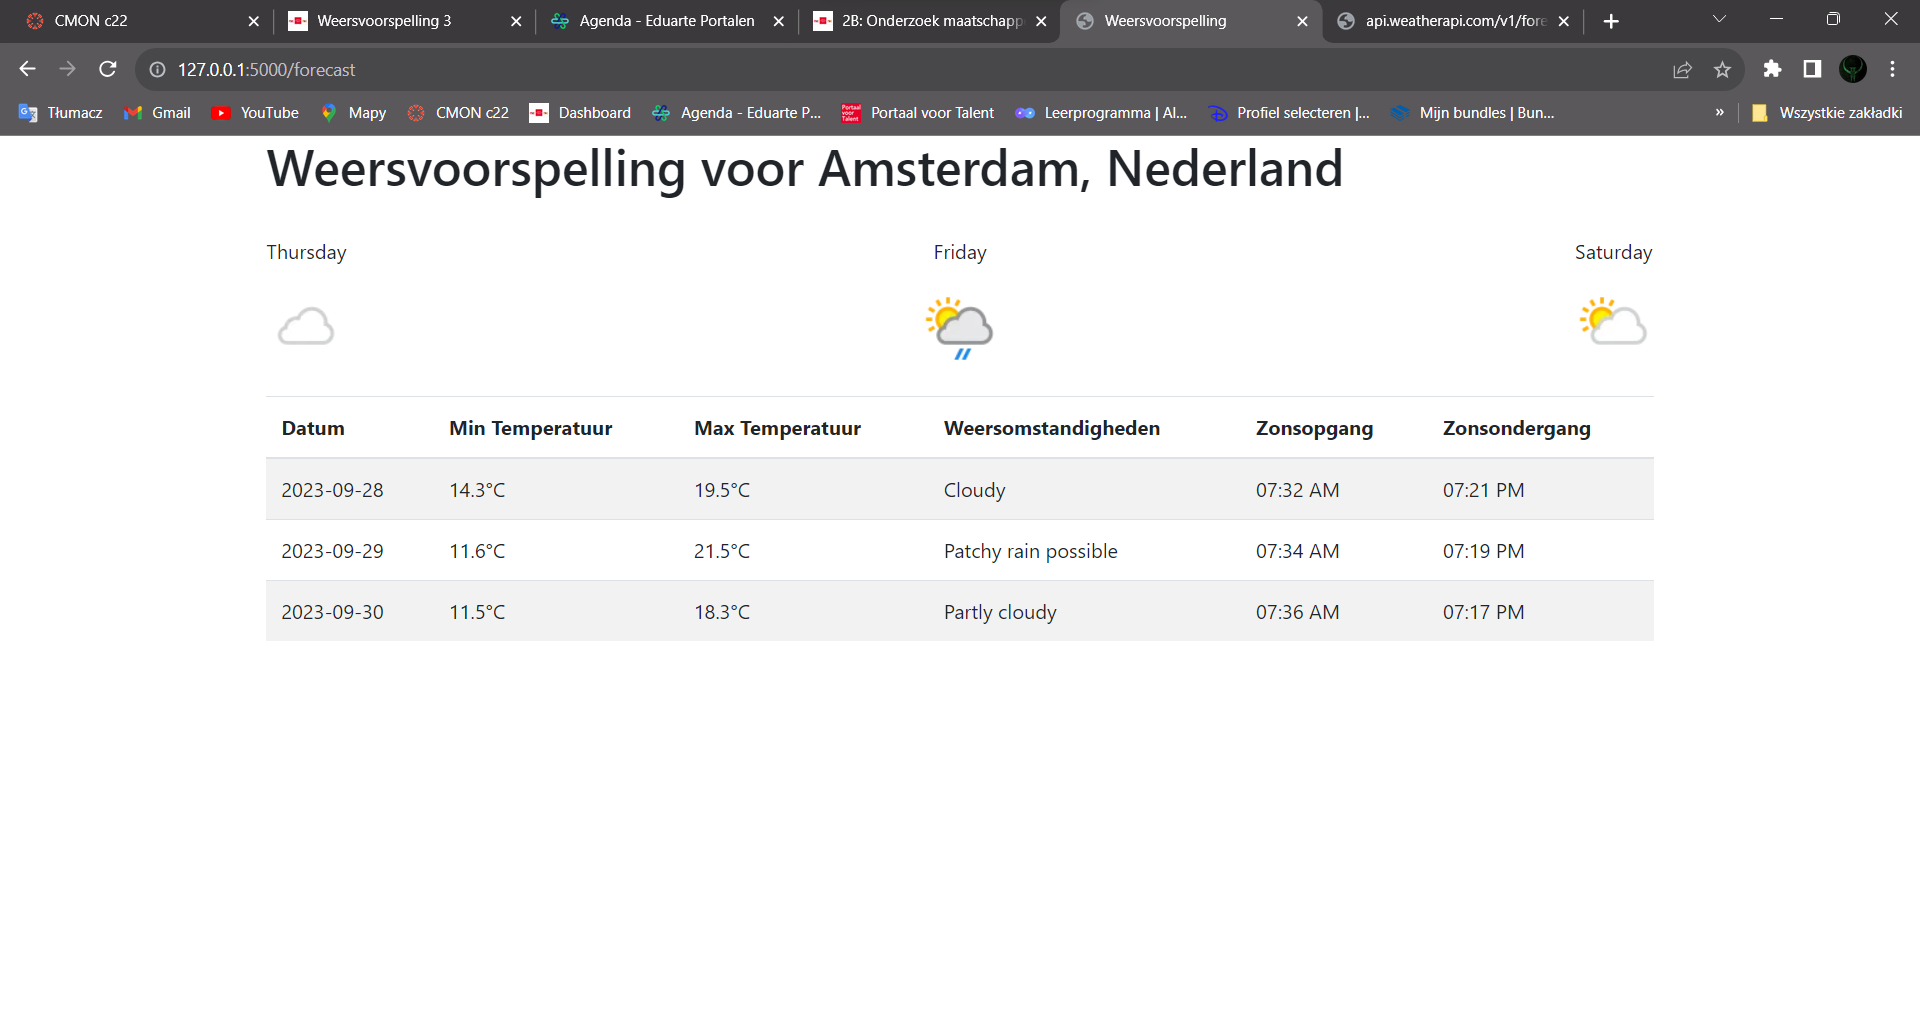 CMON c22
Weersvoorspelling 3
Agenda - Eduarte Portalen
2B: Onderzoek maatschapp
Weersvoorspelling
api.weatherapi.com/v1/fore
127.0.0.1:5000/forecast
Tłumacz
Gmail
YouTube
Mapy
CMON c22
Dashboard
Agenda - Eduarte P...
Portaal voor Talent
Portaal voor Talent
Leerprogramma | Al...
Profiel selecteren |...
Mijn bundles | Bun...
»
Wszystkie zakładki
Weersvoorspelling voor Amsterdam, Nederland
Thursday Friday Saturday
Datum Min Temperatuur Max Temperatuur Weersomstandigheden Zonsopgang Zonsondergang
2023-09-28 14.3°C 19.5°C Cloudy 07:32 AM 07:21 PM
2023-09-29 11.6°C 21.5°C Patchy rain possible 07:34 AM 07:19 PM
2023-09-30 11.5°C 18.3°C Partly cloudy 07:36 AM 07:17 PM